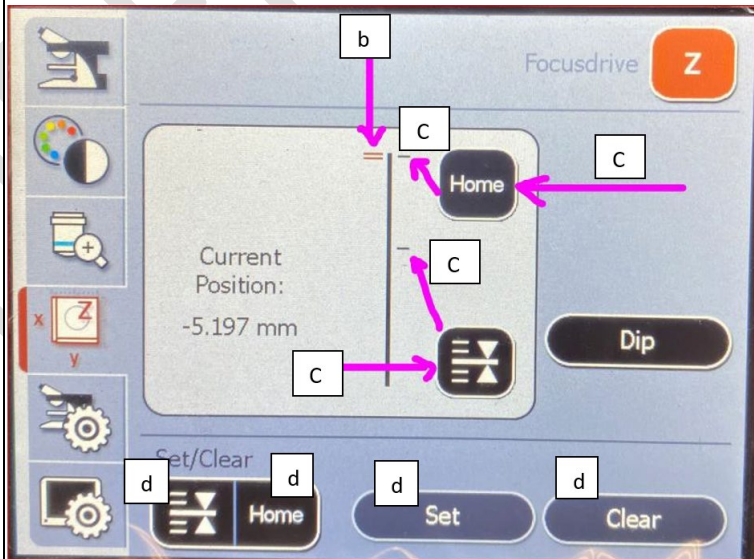 b
Focusdrive
Z
C
C
Home
C
Current
Position:
-5.197 mm
x
Z
y
Dip
C
Set/Clear
d
d
d
d
Home
Set
Clear